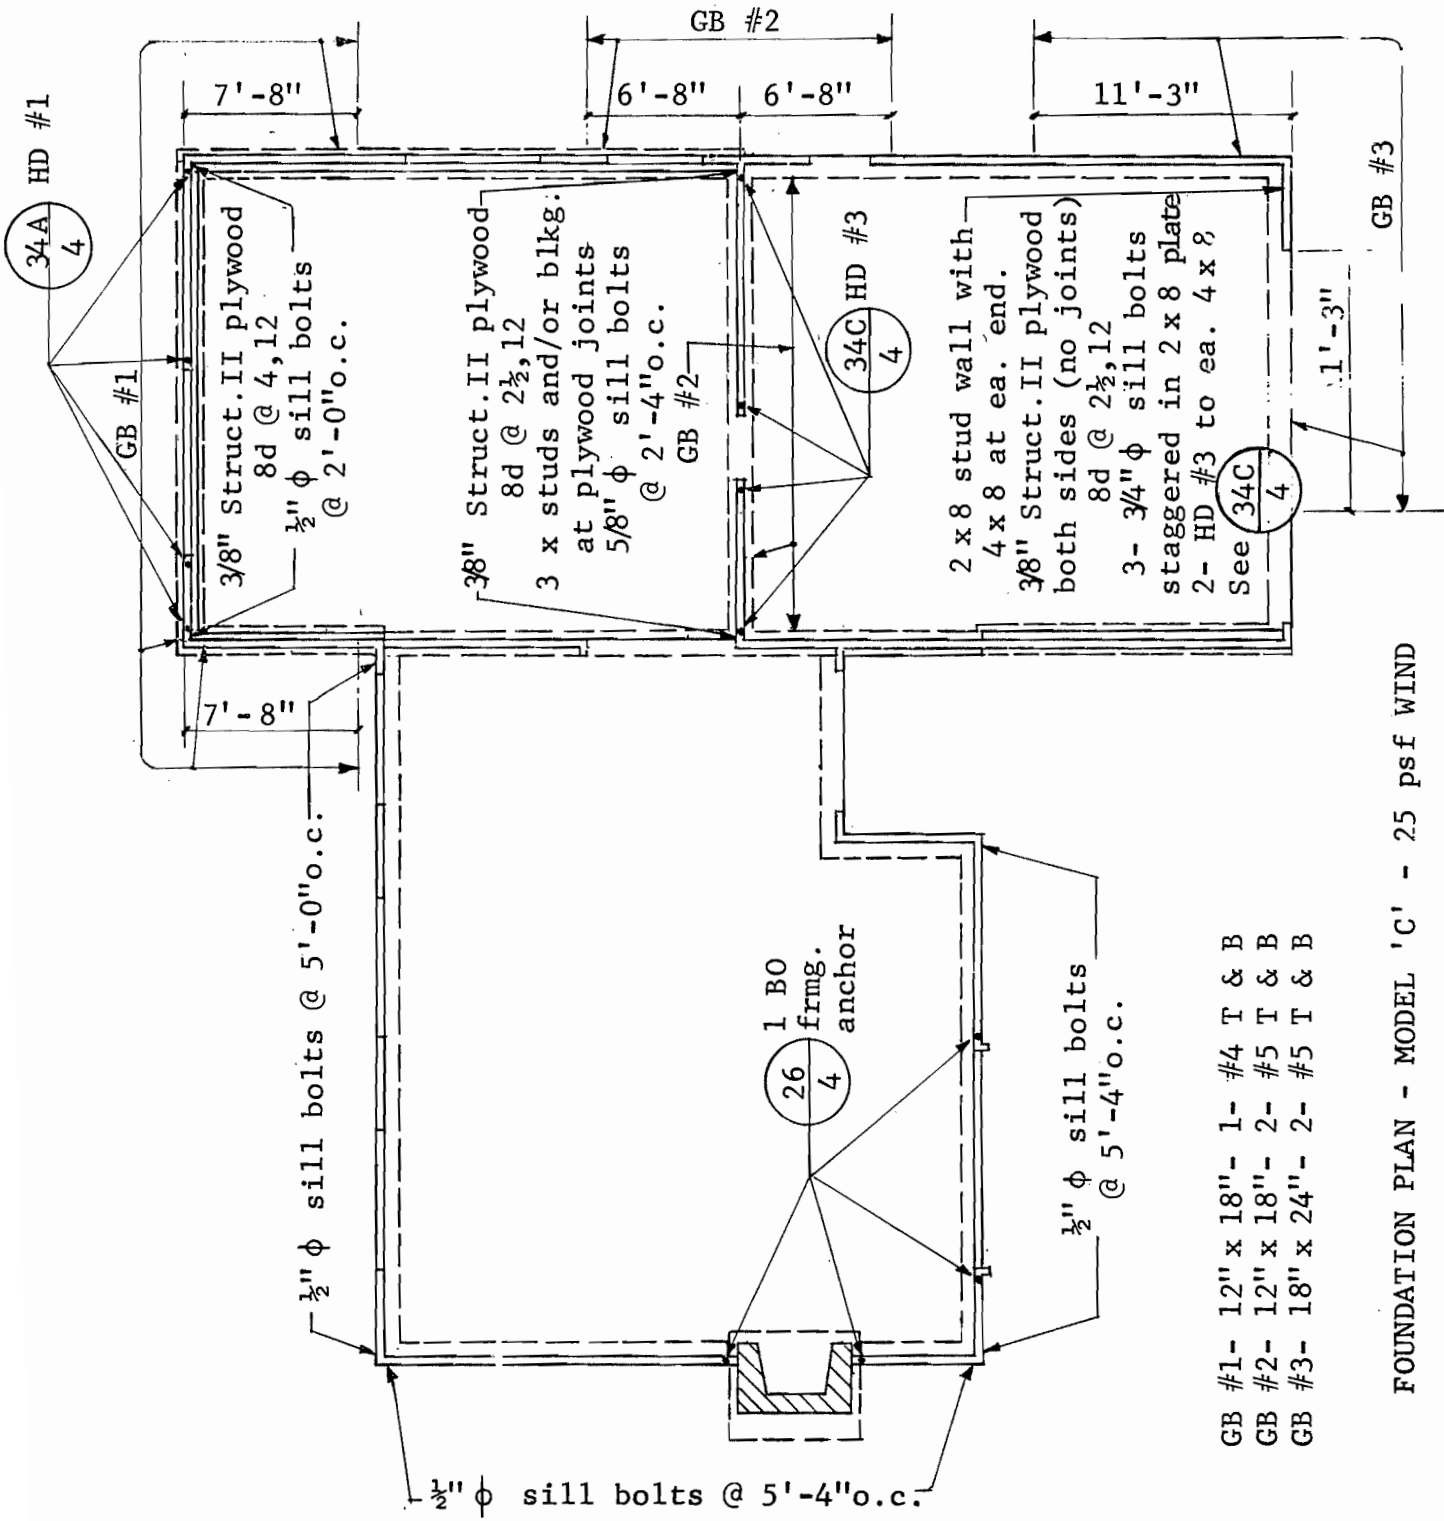 GB #2
7'-8"
6'-8"
6'-8"
11'-3"
HD #1
34A
4
GB #1
3/8" Struct.II plywood
8d @ 4,12
½" ϕ sill bolts
@ 2'-0"o.c.
3/8" Struct.II plywood
8d @ 2½,12
3 x studs and/or blkg.
at plywood joints
5/8" ϕ sill bolts
@ 2'-4"o.c.
GB #2
HD #3
34C
4
2 x 8 stud wall with
4 x 8 at ea. end.
3/8" Struct.II plywood
both sides (no joints)
8d @ 2½,12
3- 3/4" ϕ sill bolts
staggered in 2 x 8 plate
2- HD #3 to ea. 4 x 8,
See 34C
4
GB #3
11'-3"
7'-8"
½" ϕ sill bolts @ 5'-0"o.c.
1 BO
frmg.
anchor
26
4
½" ϕ sill bolts
@ 5'-4"o.c.
½" ϕ sill bolts @ 5'-4"o.c.
GB #1- 12" x 18"- 1- #4 T & B
GB #2- 12" x 18"- 2- #5 T & B
GB #3- 18" x 24"- 2- #5 T & B
FOUNDATION PLAN - MODEL 'C' - 25 psf WIND